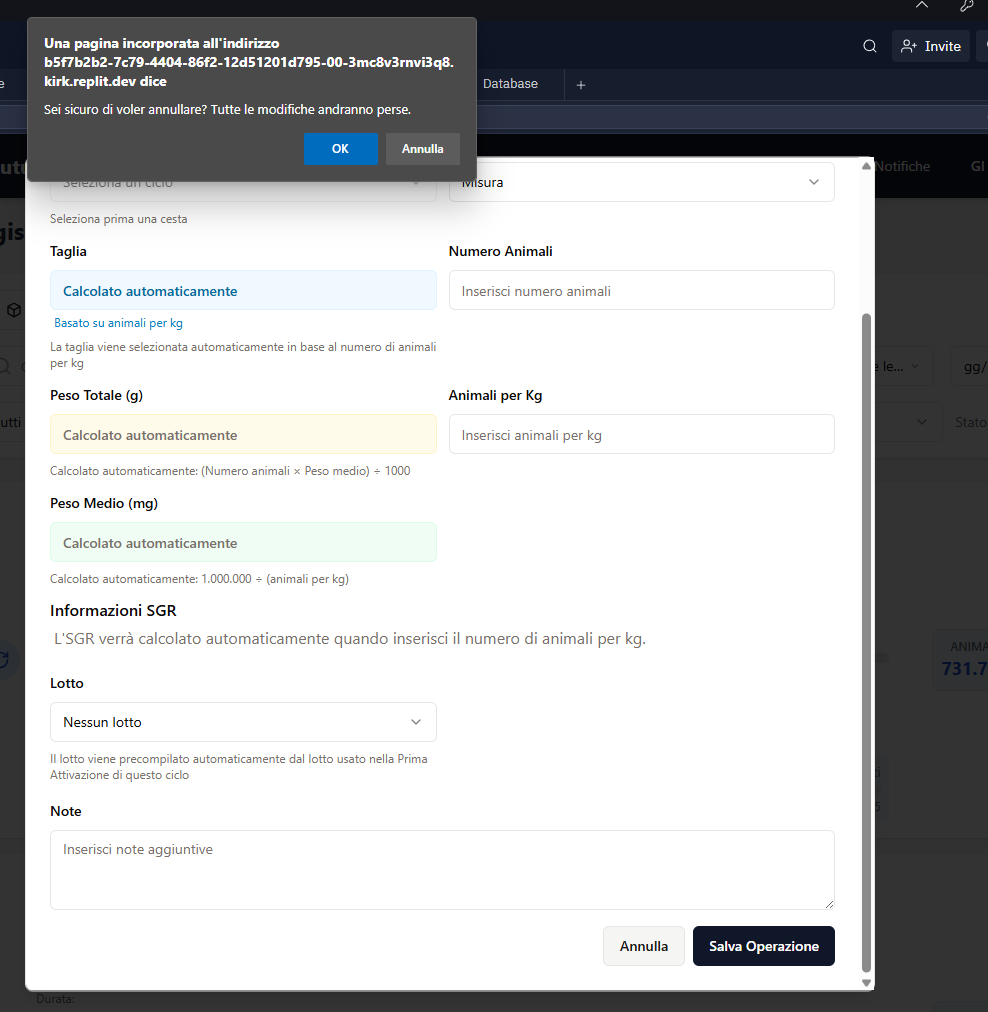 Una pagina incorporata all'indirizzo
b5f7b2b2-7c79-4404-86f2-12d51201d795-00-3mc8v3rnvi3q8.
kirk.replit.dev dice
Sei sicuro di voler annullare? Tutte le modifiche andranno perse.
OK
Annulla
Invite
Database
+
Notifiche
Seleziona un ciclo
Misura
Seleziona prima una cesta
Taglia
Numero Animali
Calcolato automaticamente
Inserisci numero animali
Basato su animali per kg
La taglia viene selezionata automaticamente in base al numero di animali
per kg
gg/
Peso Totale (g)
Animali per Kg
Calcolato automaticamente
Inserisci animali per kg
Stato
Calcolato automaticamente: (Numero animali × Peso medio) ÷ 1000
Peso Medio (mg)
Calcolato automaticamente
Calcolato automaticamente: 1.000.000 ÷ (animali per kg)
Informazioni SGR
L'SGR verrà calcolato automaticamente quando inserisci il numero di animali per kg.
ANIMA
731.7
Lotto
Nessun lotto
Il lotto viene precompilato automaticamente dal lotto usato nella Prima
Attivazione di questo ciclo
Note
Inserisci note aggiuntive
Annulla
Salva Operazione
Durata: